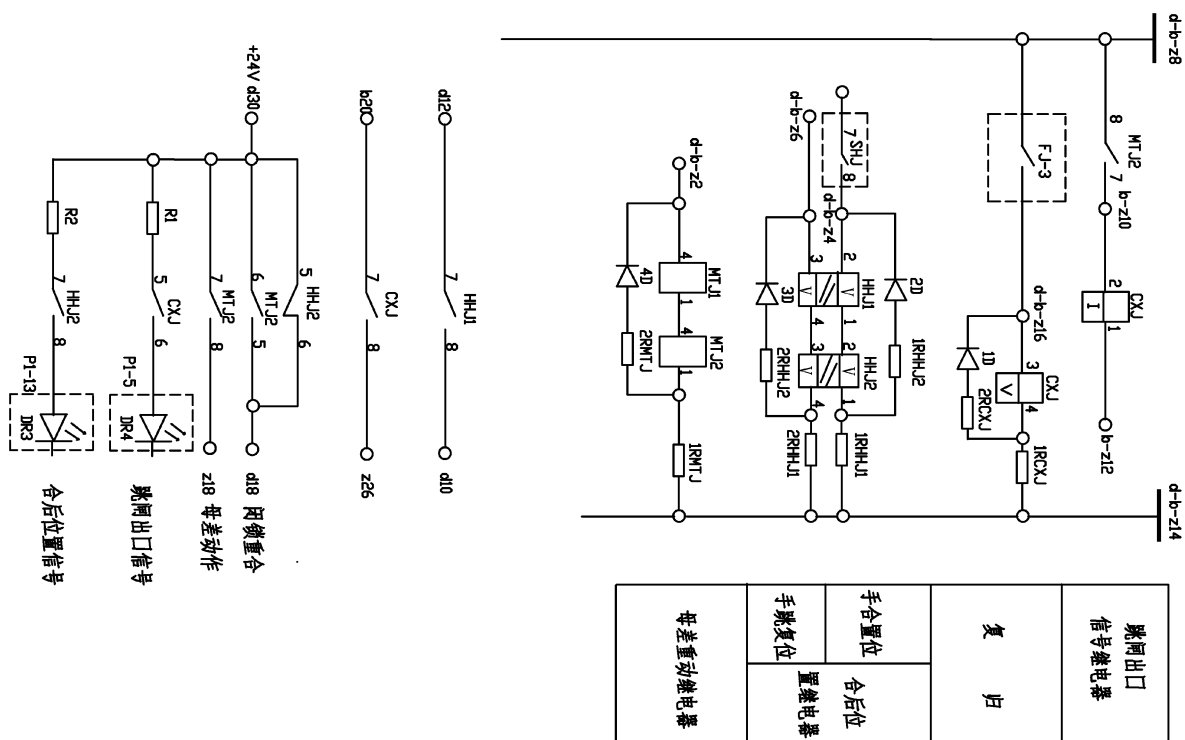 d-b-z8
8
MTJ2
7
b-z10
2
CXJ
I
1
b-z12
d-b-z14
跳闸出口
信号继电器
FJ-3
d-b-z16
1D
2RCXJ
3
CXJ
V
4
1RCXJ
复 归
7
SHJ
8
d-b-z4
2D
1RHHJ2
2
HHJ1
V
1
2
HHJ2
V
1
1RHHJ1
手合置位
d-b-z6
3D
2RHHJ2
3
V
4
3
V
4
2RHHJ1
手跳复位
合后位
置继电器
d-b-z2
4D
2RMTJ
4
MTJ1
1
4
MTJ2
1
1RMTJ
母差重动继电器
d12
7
HHJ1
8
d10
b20
7
CXJ
8
z26
+24V d30
5
HHJ2
6
6
MTJ2
5
d18 闭锁重合
7
MTJ2
8
z18 母差动作
R1
5
CXJ
6
P1-5
DR4
跳闸出口信号
R2
7
HHJ2
8
P1-13
DR3
合后位置信号